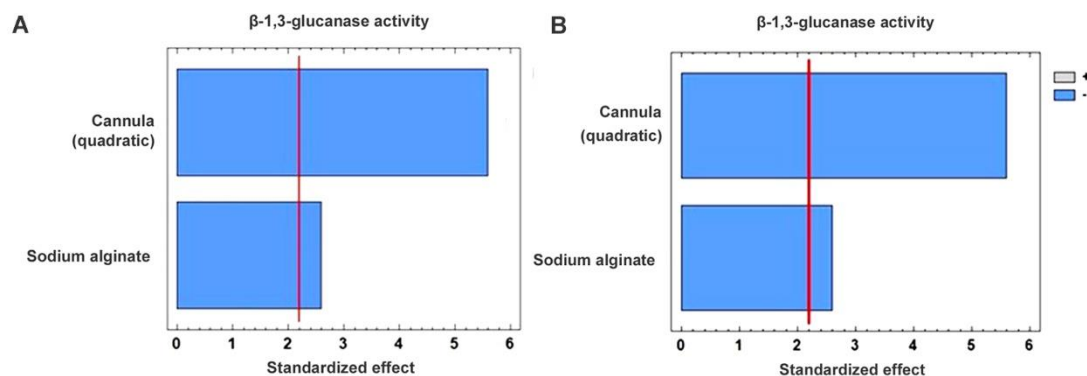 A
β-1,3-glucanase activity
Cannula
(quadratic)
Sodium alginate
0 1 2 3 4 5 6
Standardized effect
B
β-1,3-glucanase activity
+
-
Cannula
(quadratic)
Sodium alginate
0 1 2 3 4 5 6
Standardized effect